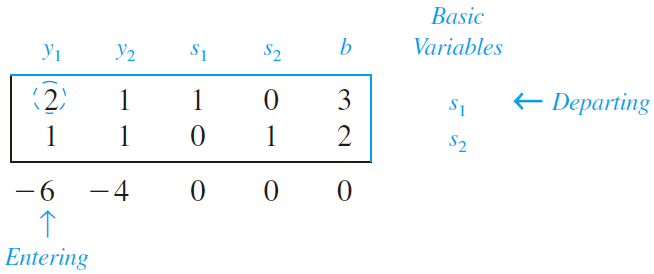 Basic
y₁ y₂ s₁ s₂ b Variables
2 1 1 0 3 s₁ ← Departing
1 1 0 1 2 s₂
−6 −4 0 0 0
↑
Entering